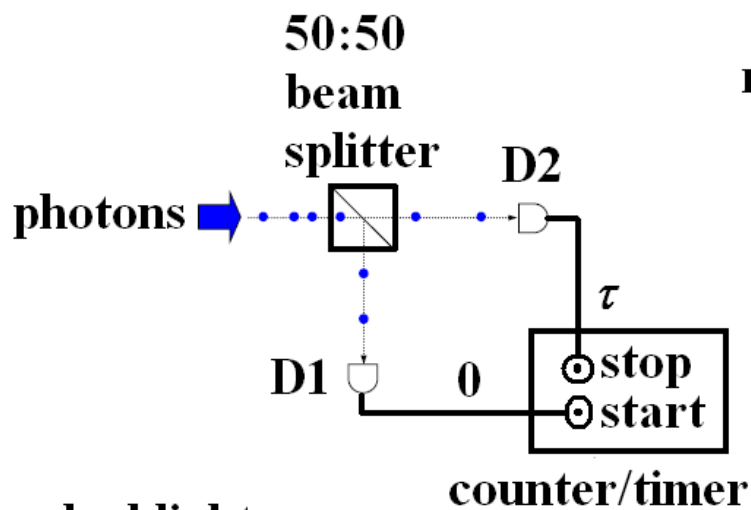 50:50
beam
splitter
D2
photons
τ
D1
0
stop
start
counter/timer